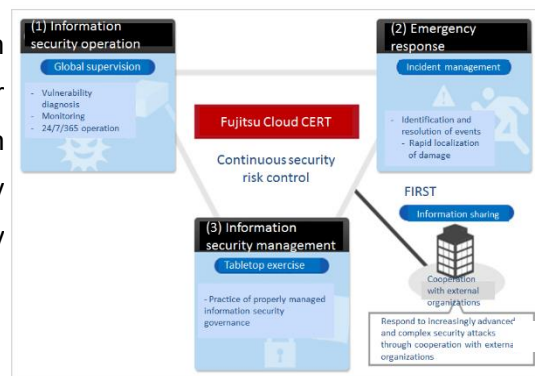 (1) Information
security operation
Global supervision
- Vulnerability
diagnosis
- Monitoring
- 24/7/365 operation
(2) Emergency
response
Incident management
- Identification and
resolution of events
- Rapid localization
of damage
Fujitsu Cloud CERT
Continuous security
risk control
(3) Information
security management
Tabletop exercise
- Practice of properly managed
information security
governance
FIRST
Information sharing
Cooperation
with external
organizations
Respond to increasingly advanced
and complex security attacks
through cooperation with externa
organizations